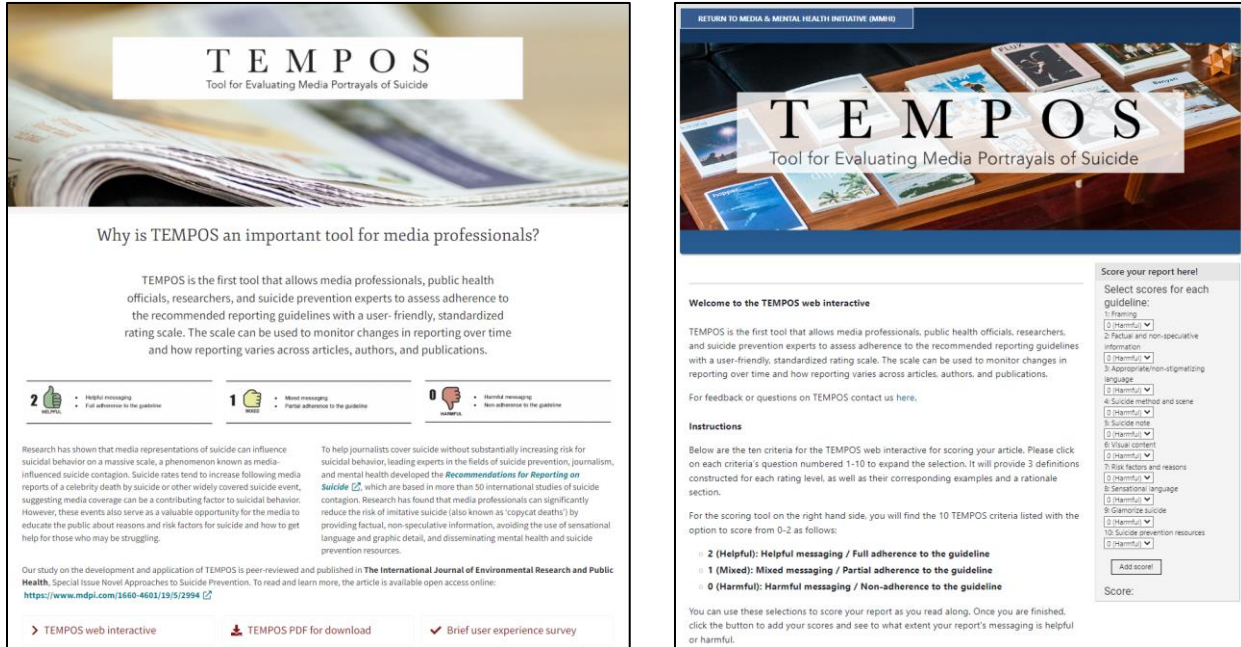 TEMPOS
Tool for Evaluating Media Portrayals of Suicide
Why is TEMPOS an important tool for media professionals?
TEMPOS is the first tool that allows media professionals, public health
officials, researchers, and suicide prevention experts to assess adherence to
the recommended reporting guidelines with a user- friendly, standardized
rating scale. The scale can be used to monitor changes in reporting over time
and how reporting varies across articles, authors, and publications.
2
HELPFUL
• Helpful messaging
• Full adherence to the guideline
1
MIXED
• Mixed messaging
• Partial adherence to the guideline
0
HARMFUL
• Harmful messaging
• Non-adherence to the guideline
Research has shown that media representations of suicide can influence
suicidal behavior on a massive scale, a phenomenon known as media-
influenced suicide contagion. Suicide rates tend to increase following media
reports of a celebrity death by suicide or other widely covered suicide event,
suggesting media coverage can be a contributing factor to suicidal behavior.
However, these events also serve as a valuable opportunity for the media to
educate the public about reasons and risk factors for suicide and how to get
help for those who may be struggling.
To help journalists cover suicide without substantially increasing risk for
suicidal behavior, leading experts in the fields of suicide prevention, journalism,
and mental health developed the Recommendations for Reporting on
Suicide, which are based in more than 50 international studies of suicide
contagion. Research has found that media professionals can significantly
reduce the risk of imitative suicide (also known as 'copycat deaths') by
providing factual, non-speculative information, avoiding the use of sensational
language and graphic detail, and disseminating mental health and suicide
prevention resources.
Our study on the development and application of TEMPOS is peer-reviewed and published in The International Journal of Environmental Research and Public
Health, Special Issue Novel Approaches to Suicide Prevention. To read and learn more, the article is available open access online:
https://www.mdpi.com/1660-4601/19/5/2994
TEMPOS web interactive
TEMPOS PDF for download
Brief user experience survey
RETURN TO MEDIA & MENTAL HEALTH INITIATIVE (MMHI)
FLUX
TEMPOS
Tool for Evaluating Media Portrayals of Suicide
Welcome to the TEMPOS web interactive
TEMPOS is the first tool that allows media professionals, public health officials, researchers,
and suicide prevention experts to assess adherence to the recommended reporting guidelines
with a user-friendly, standardized rating scale. The scale can be used to monitor changes in
reporting over time and how reporting varies across articles, authors, and publications.
For feedback or questions on TEMPOS contact us here.
Instructions
Below are the ten criteria for the TEMPOS web interactive for scoring your article. Please click
on each criteria's question numbered 1-10 to expand the selection. It will provide 3 definitions
constructed for each rating level, as well as their corresponding examples and a rationale
section.
For the scoring tool on the right hand side, you will find the 10 TEMPOS criteria listed with the
option to score from 0-2 as follows:
2 (Helpful): Helpful messaging / Full adherence to the guideline
1 (Mixed): Mixed messaging / Partial adherence to the guideline
0 (Harmful): Harmful messaging / Non-adherence to the guideline
You can use these selections to score your report as you read along. Once you are finished,
click the button to add your scores and see to what extent your report's messaging is helpful
or harmful.
Score your report here!
Select scores for each
guideline:
1: Framing
0 (Harmful)
2: Factual and non-speculative
information
0 (Harmful)
3: Appropriate/non-stigmatizing
language
0 (Harmful)
4: Suicide method and scene
0 (Harmful)
5: Suicide note
0 (Harmful)
6: Visual content
0 (Harmful)
7: Risk factors and reasons
0 (Harmful)
8: Sensational language
0 (Harmful)
9: Glamorize suicide
0 (Harmful)
10: Suicide prevention resources
0 (Harmful)
Add score!
Score: